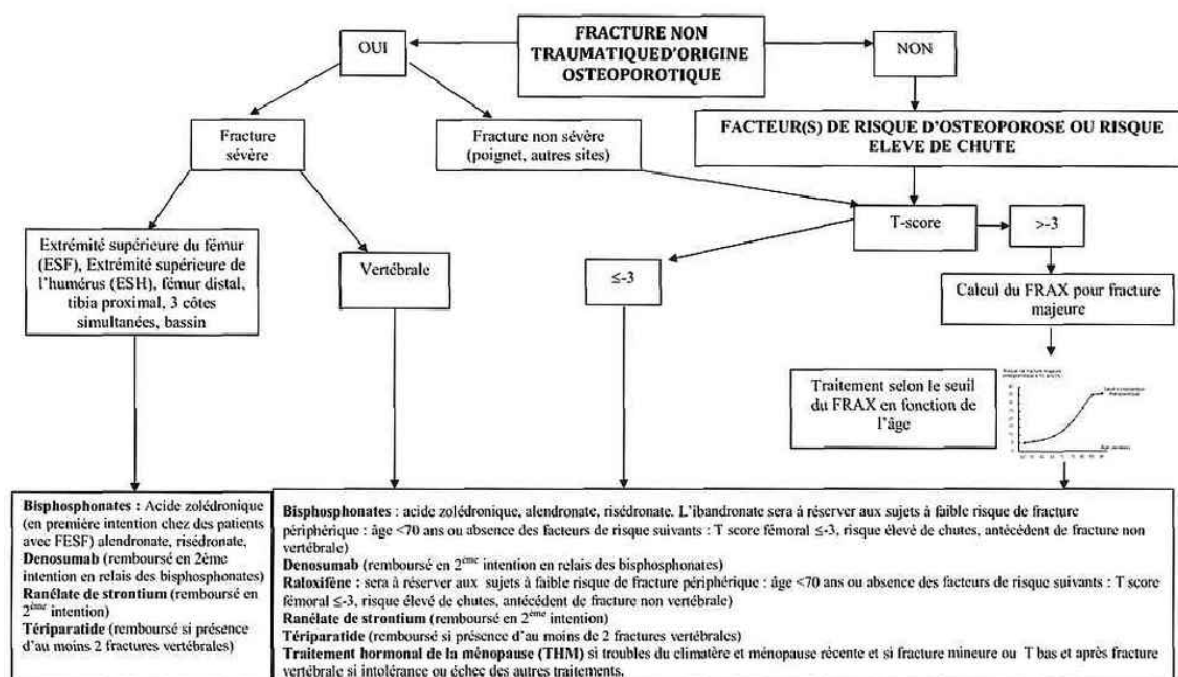 FRACTURE NON
TRAUMATIQUE D'ORIGINE
OSTEOPOROTIQUE
OUI
NON
Fracture
sévère
Fracture non sévère
(poignet, autres sites)
FACTEUR(S) DE RISQUE D'OSTEOPOROSE OU RISQUE
ELEVE DE CHUTE
T-score
>-3
Extrémité supérieure du fémur
(ESF), Extrémité supérieure de
l'humérus (ESH), fémur distal,
tibia proximal, 3 côtes
simultanées, bassin
Vertébrale
≤-3
Calcul du FRAX pour fracture
majeure
Traitement selon le seuil
du FRAX en fonction de
l'âge
Bisphosphonates : Acide zolédronique
(en première intention chez des patients
avec FESF) alendronate, risédronate,
Denosumab (remboursé en 2ème
intention en relais des bisphosphonates)
Ranélate de strontium (remboursé en
2ème intention)
Tériparatide (remboursé si présence
d'au moins 2 fractures vertébrales)
Bisphosphonates : acide zolédronique, alendronate, risédronate. L'ibandronate sera à réserver aux sujets à faible risque de fracture
périphérique : âge <70 ans ou absence des facteurs de risque suivants : T score fémoral ≤-3, risque élevé de chutes, antécédent de fracture non
vertébrale)
Denosumab (remboursé en 2ème intention en relais des bisphosphonates)
Raloxifène : sera à réserver aux sujets à faible risque de fracture périphérique : âge <70 ans ou absence des facteurs de risque suivants : T score
fémoral ≤-3, risque élevé de chutes, antécédent de fracture non vertébrale)
Ranélate de strontium (remboursé en 2ème intention)
Tériparatide (remboursé si présence d'au moins de 2 fractures vertébrales)
Traitement hormonal de la ménopause (THM) si troubles du climatère et ménopause récente et si fracture mineure ou T bas et après fracture
vertébrale si intolérance ou échec des autres traitements.